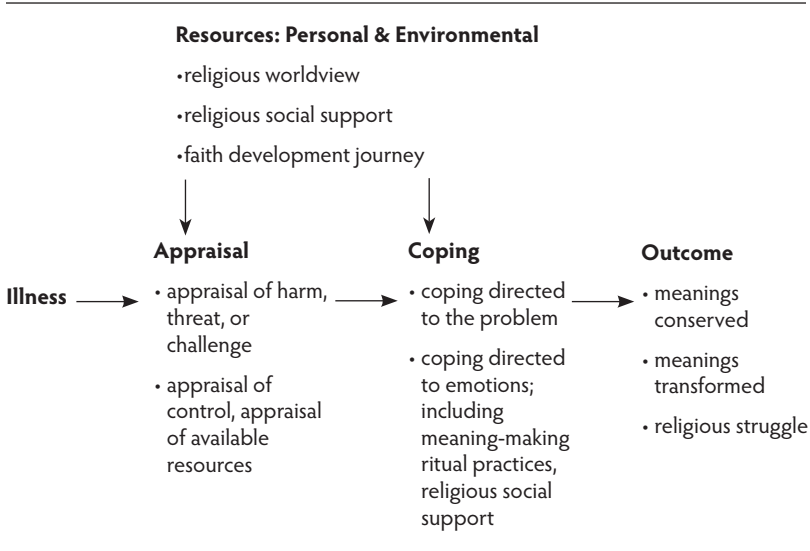 Resources: Personal & Environmental
•religious worldview
•religious social support
•faith development journey
Illness
Appraisal
• appraisal of harm,
threat, or
challenge
• appraisal of
control, appraisal
of available
resources
Coping
• coping directed
to the problem
• coping directed
to emotions;
including
meaning-making
ritual practices,
religious social
support
Outcome
• meanings
conserved
• meanings
transformed
• religious struggle